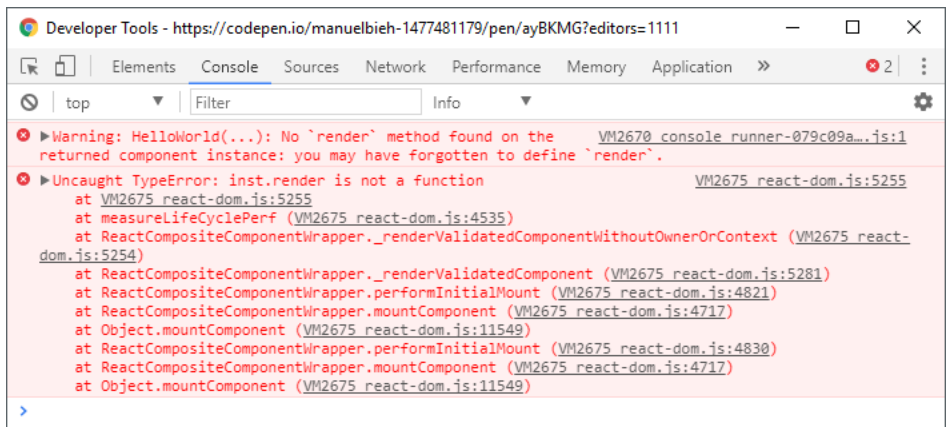 Developer Tools - https://codepen.io/manuelbieh-1477481179/pen/ayBKMG?editors=1111
Elements Console Sources Network Performance Memory Application » 2
top ▼ Filter Info ▼
▶Warning: HelloWorld(...): No `render` method found on the VM2670 console_runner-079c09a….js:1
returned component instance: you may have forgotten to define `render`.
▶Uncaught TypeError: inst.render is not a function VM2675 react-dom.js:5255
at VM2675 react-dom.js:5255
at measureLifeCyclePerf (VM2675 react-dom.js:4535)
at ReactCompositeComponentWrapper._renderValidatedComponentWithoutOwnerOrContext (VM2675 react-
dom.js:5254)
at ReactCompositeComponentWrapper._renderValidatedComponent (VM2675 react-dom.js:5281)
at ReactCompositeComponentWrapper.performInitialMount (VM2675 react-dom.js:4821)
at ReactCompositeComponentWrapper.mountComponent (VM2675 react-dom.js:4717)
at Object.mountComponent (VM2675 react-dom.js:11549)
at ReactCompositeComponentWrapper.performInitialMount (VM2675 react-dom.js:4830)
at ReactCompositeComponentWrapper.mountComponent (VM2675 react-dom.js:4717)
at Object.mountComponent (VM2675 react-dom.js:11549)
>